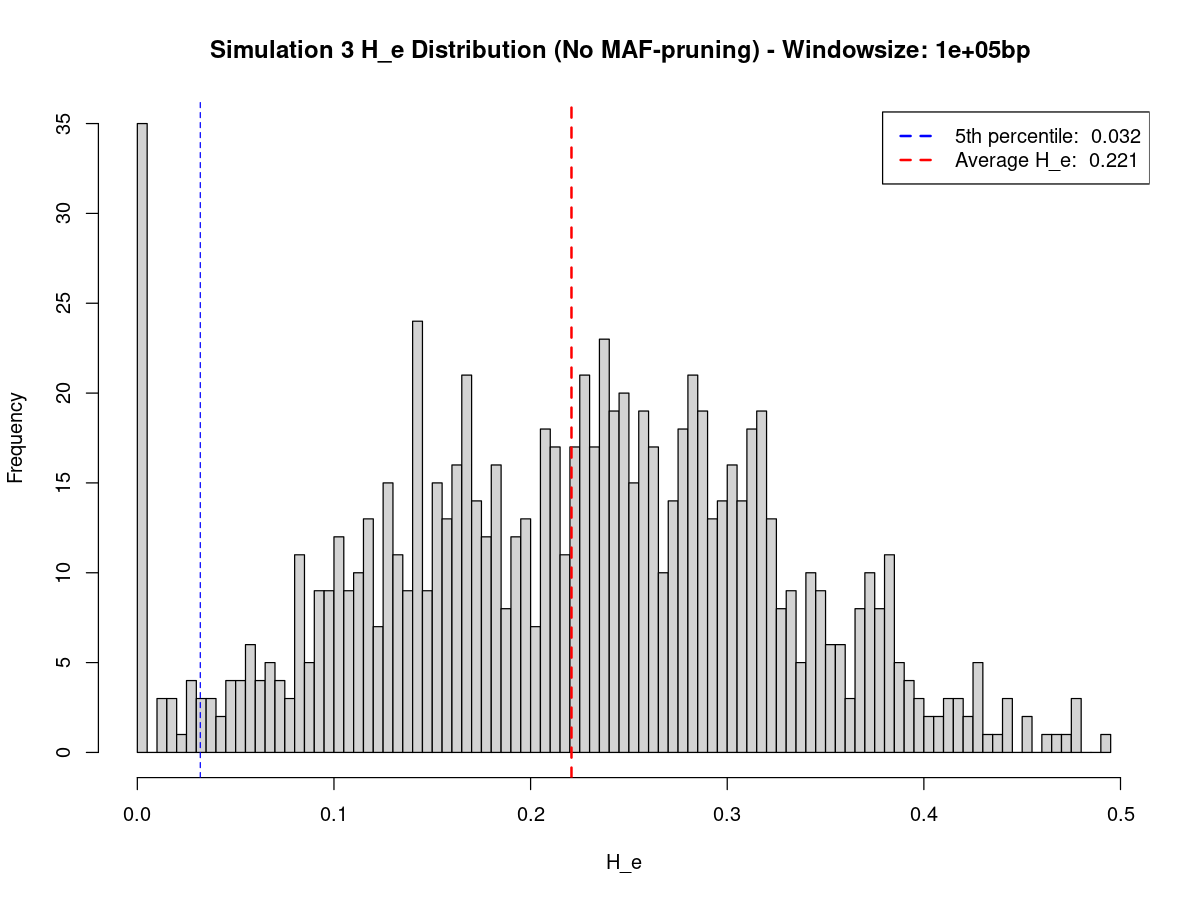 Simulation 3 H_e Distribution (No MAF-pruning) - Windowsize: 1e+05bp
5th percentile: 0.032
Average H_e: 0.221
Frequency
35
30
25
20
15
10
5
0
0.0 0.1 0.2 0.3 0.4 0.5
H_e